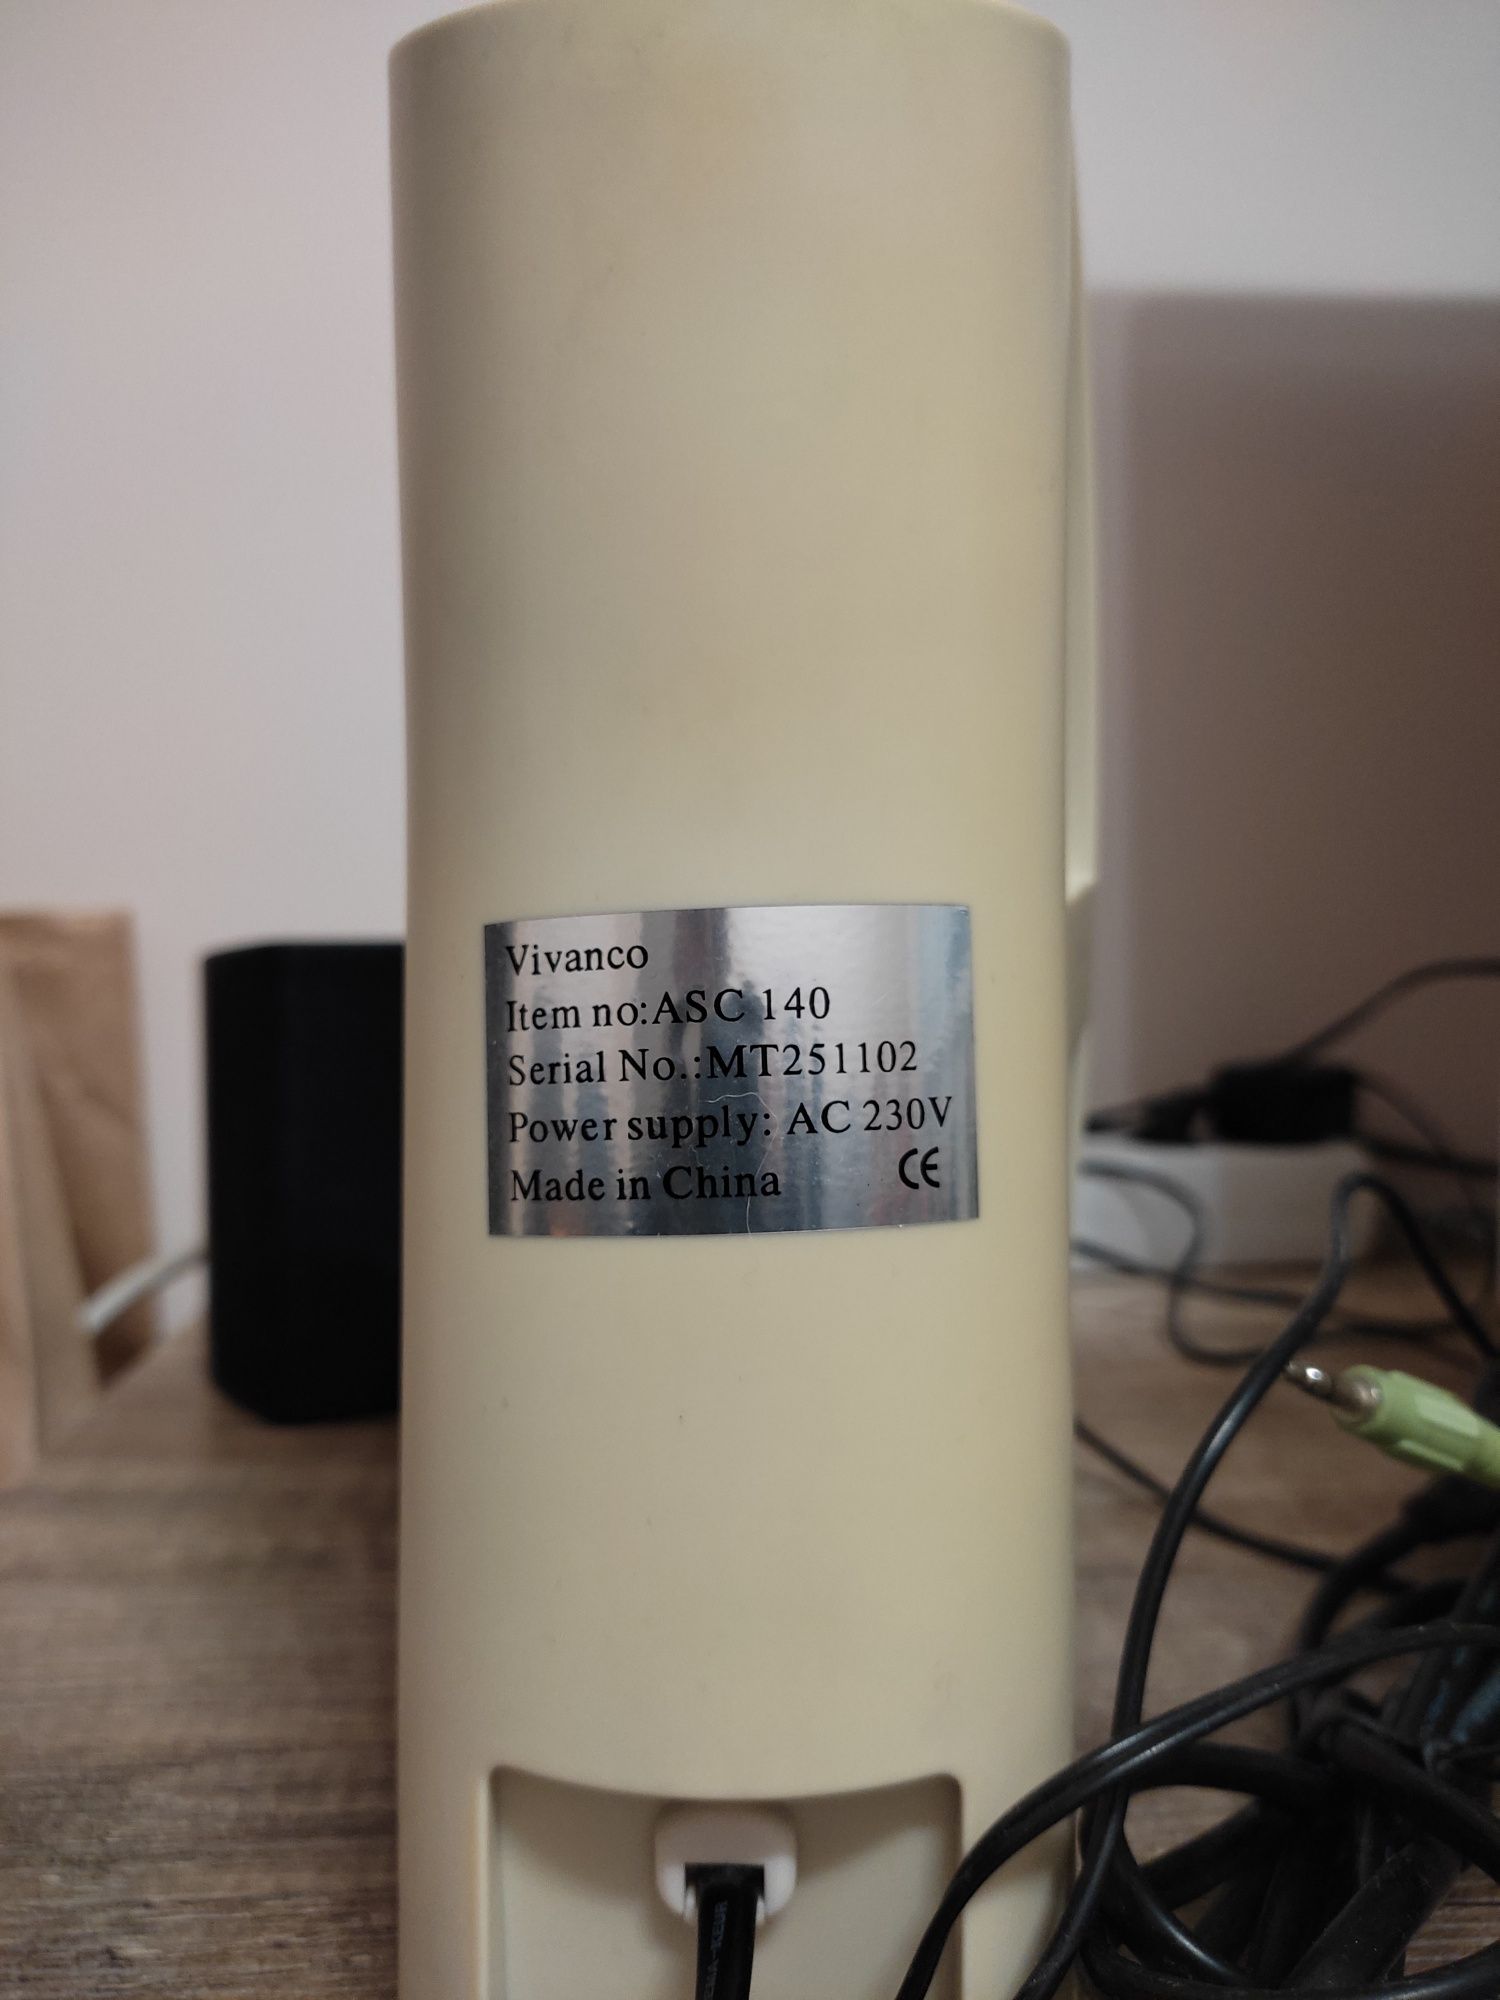 Vivanco
Item no:ASC 140
Serial No.:MT251102
Power supply: AC 230V
Made in China CE